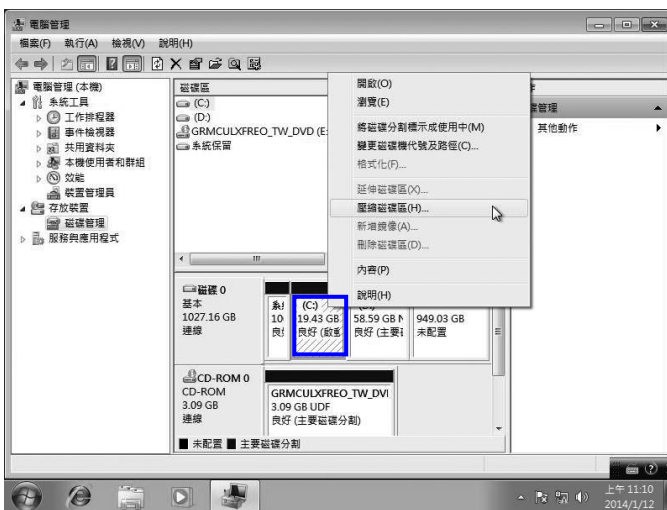 電腦管理
檔案(F) 執行(A) 檢視(V) 說明(H)
電腦管理 (本機)
系統工具
工作排程器
事件檢視器
共用資料夾
本機使用者和群組
效能
裝置管理員
存放裝置
磁碟管理
服務與應用程式
磁碟區
(C:)
(D:)
GRMCULXFREO_TW_DVD (E:
系統保留
開啟(O)
瀏覽(E)
將磁碟分割標示成使用中(M)
變更磁碟機代號及路徑(C)...
格式化(F)...
延伸磁碟區(X)...
壓縮磁碟區(H)...
新增鏡像(A)...
刪除磁碟區(D)...
內容(P)
說明(H)
其他動作
磁碟 0
基本
1027.16 GB
連線
10
(C:)
19.43 GB
良好 (啟動
58.59 GB N
良好 (主要
949.03 GB
未配置
CD-ROM 0
CD-ROM
3.09 GB
連線
GRMCULXFREO_TW_DVI
3.09 GB UDF
良好 (主要磁碟分割)
未配置 主要磁碟分割
上午 11:10
2014/1/12